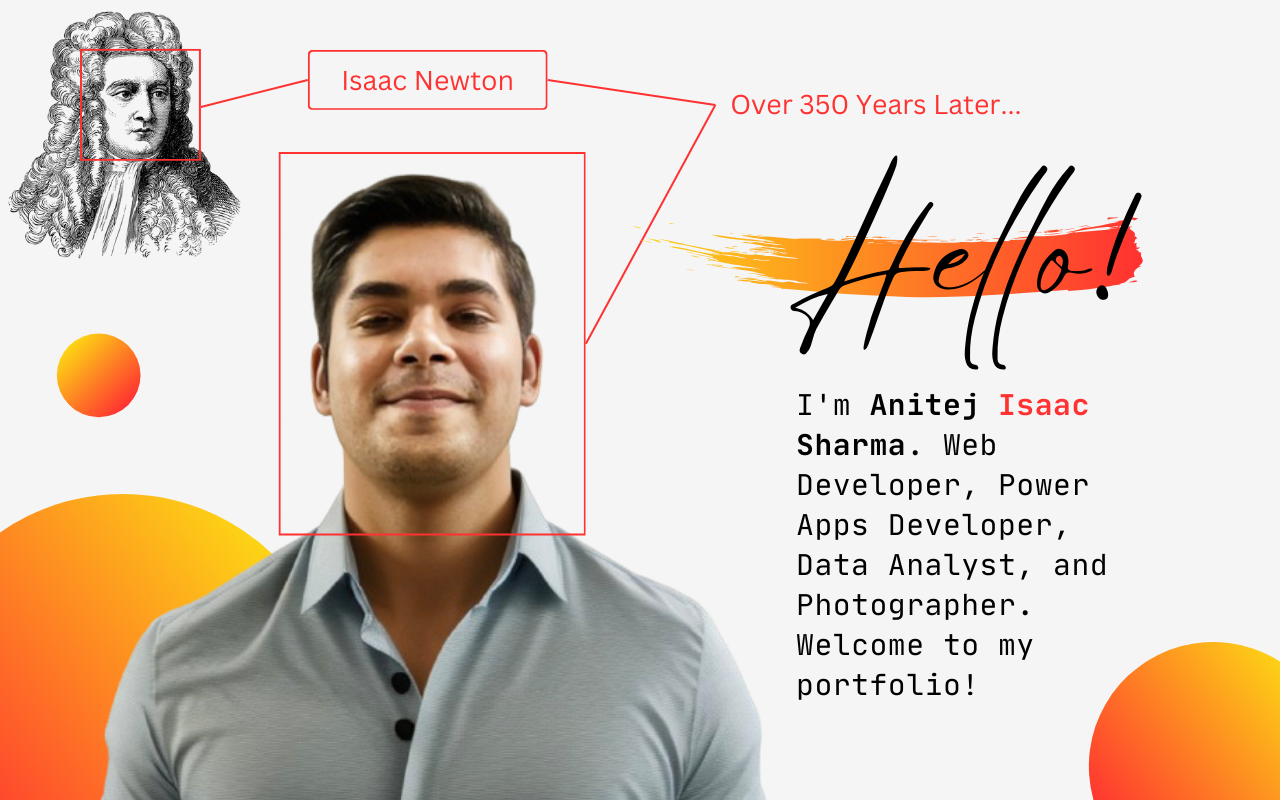 Isaac Newton
Over 350 Years Later...
Hello!
I'm Anitej Isaac
Sharma. Web
Developer, Power
Apps Developer,
Data Analyst, and
Photographer.
Welcome to my
portfolio!